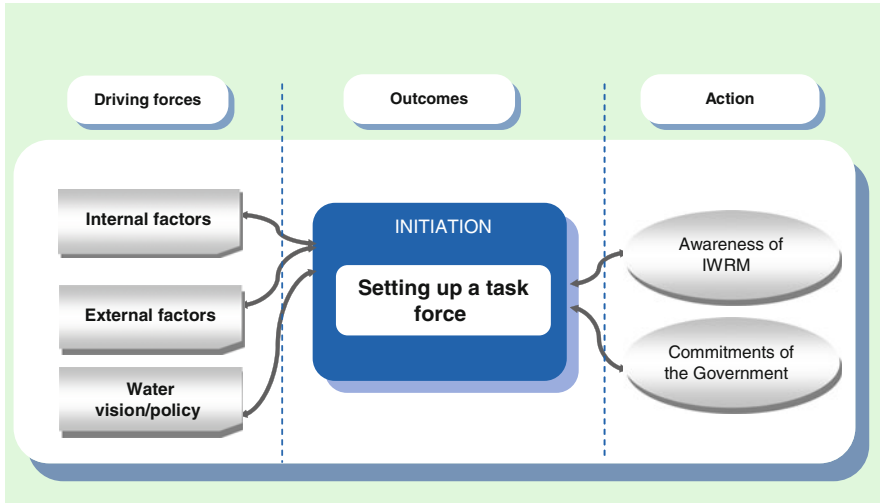 Driving forces
Outcomes
Action
Internal factors
External factors
Water
vision/policy
INITIATION
Setting up a task
force
Awareness of
IWRM
Commitments of
the Government